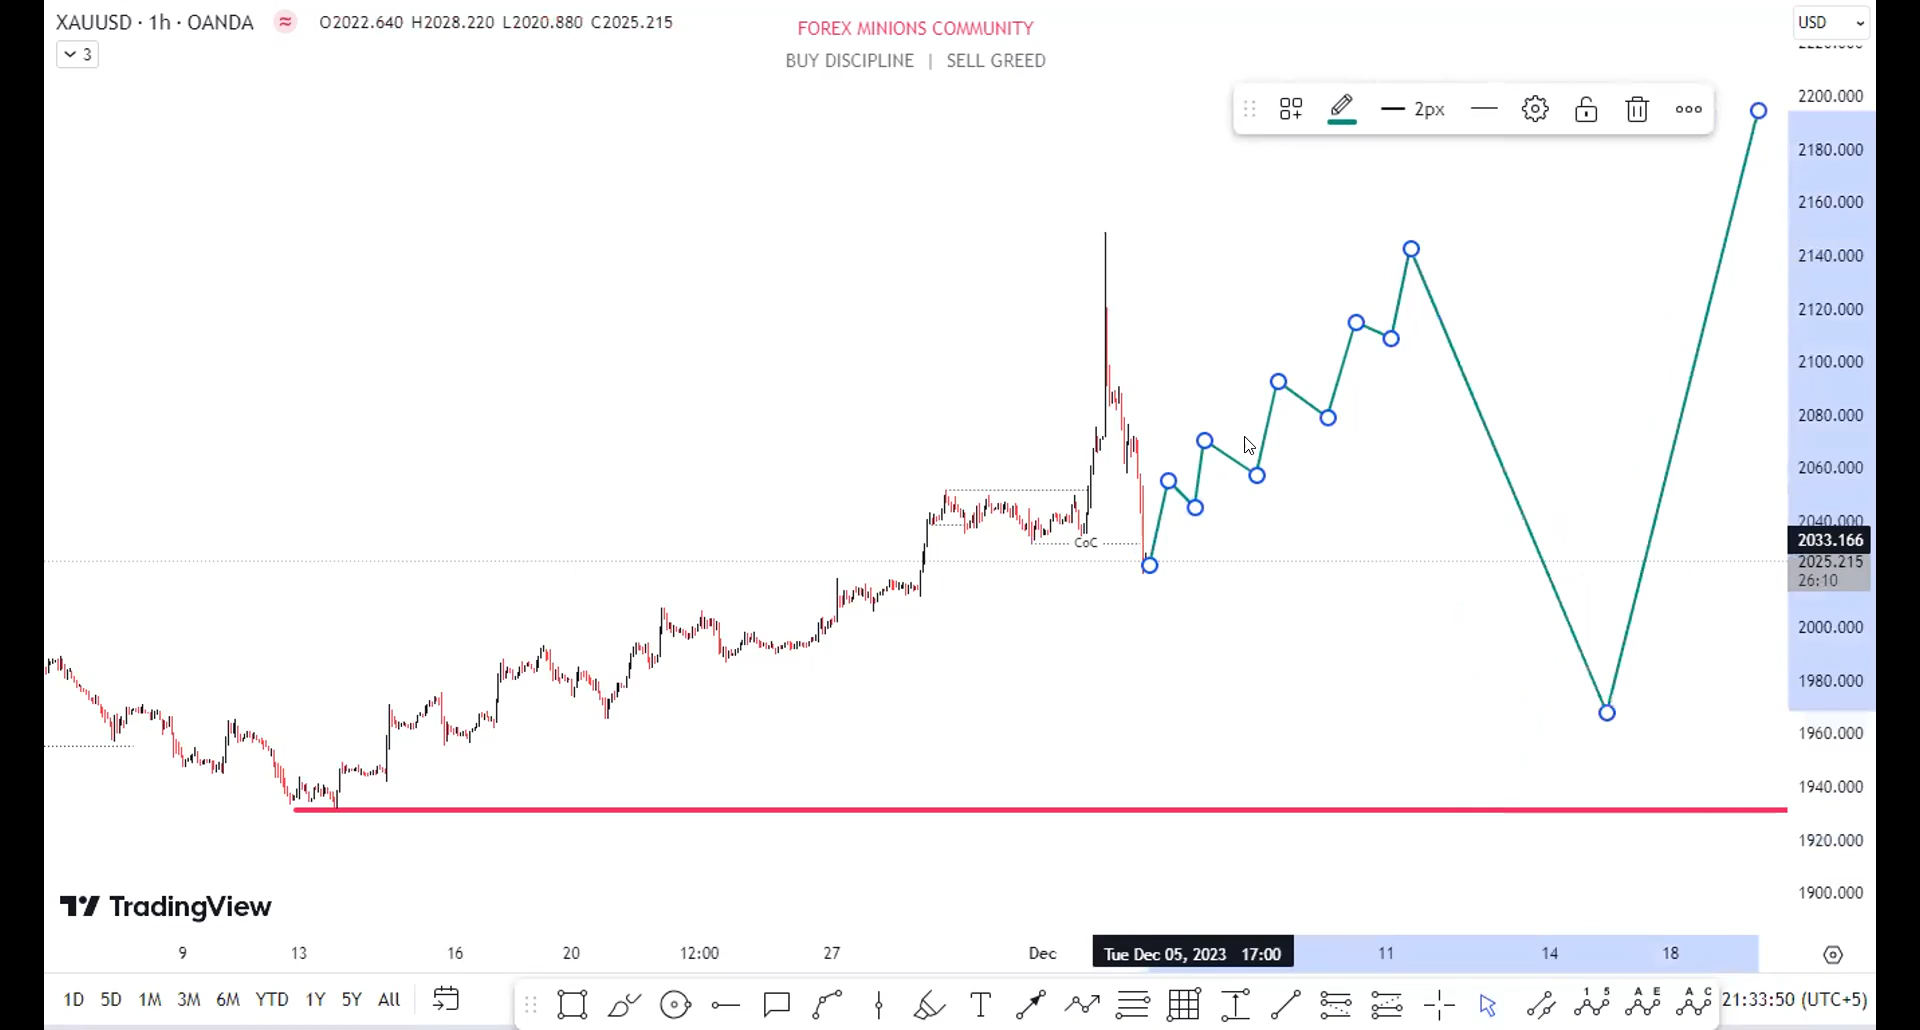 XAUUSD · 1h · OANDA ≈ O2022.640 H2028.220 L2020.880 C2025.215
3
FOREX MINIONS COMMUNITY
BUY DISCIPLINE | SELL GREED
USD
2px
2200.000
2180.000
2160.000
2140.000
2120.000
2100.000
2080.000
2060.000
2040.000
2033.166
2025.215
26:10
2000.000
1980.000
1960.000
1940.000
1920.000
1900.000
CoC
TradingView
9 13 16 20 12:00 27 Dec Tue Dec 05, 2023 17:00 11 14 18
1D 5D 1M 3M 6M YTD 1Y 5Y All
T
1 5
A E
A C
21:33:50 (UTC+5)